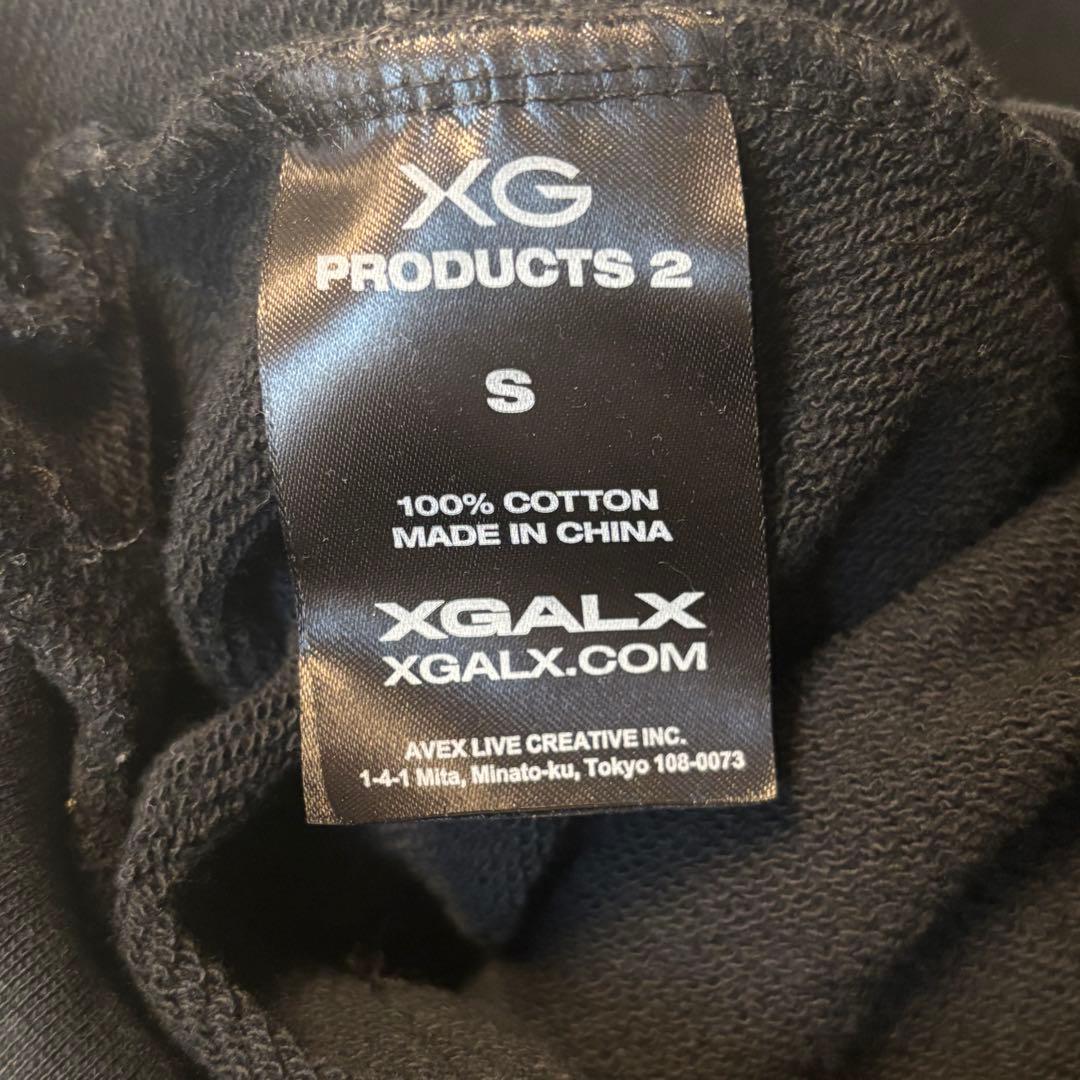 XG
PRODUCTS 2
S
100% COTTON
MADE IN CHINA
XGALX
XGALX.COM
AVEX LIVE CREATIVE INC.
1-4-1 Mita, Minato-ku, Tokyo 108-0073